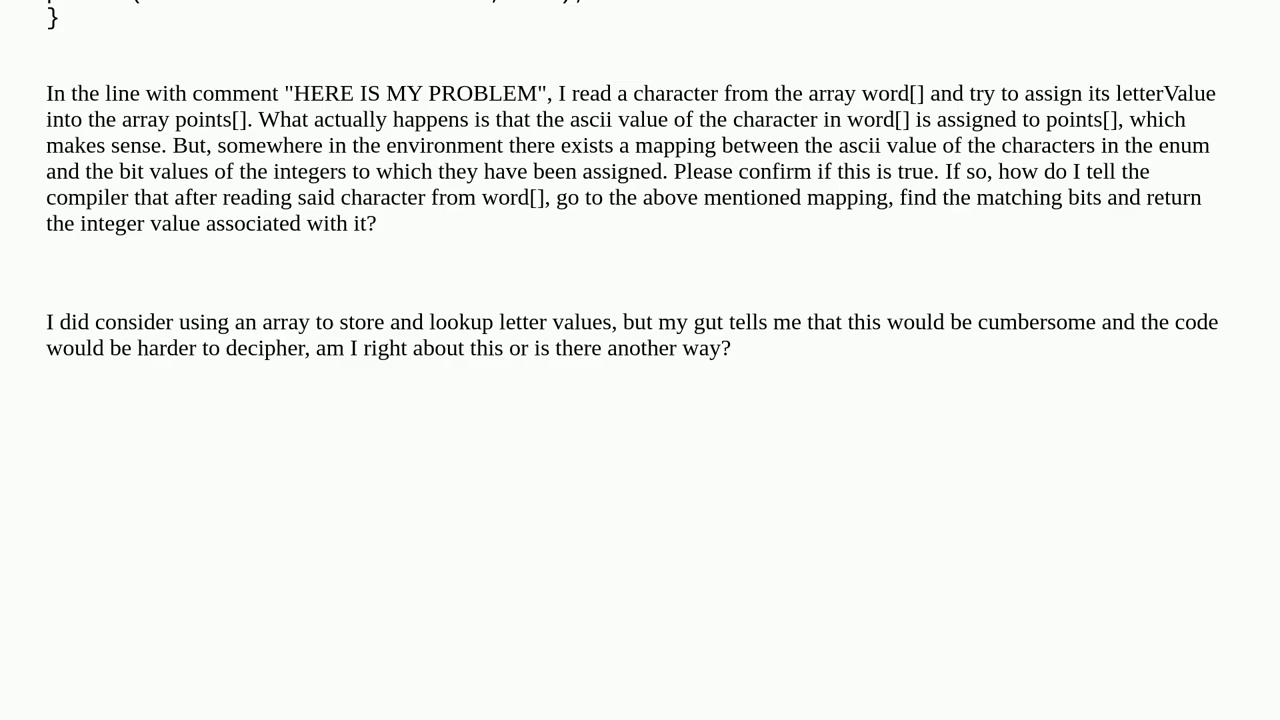 }
In the line with comment "HERE IS MY PROBLEM", I read a character from the array word[] and try to assign its letterValue
into the array points[]. What actually happens is that the ascii value of the character in word[] is assigned to points[], which
makes sense. But, somewhere in the environment there exists a mapping between the ascii value of the characters in the enum
and the bit values of the integers to which they have been assigned. Please confirm if this is true. If so, how do I tell the
compiler that after reading said character from word[], go to the above mentioned mapping, find the matching bits and return
the integer value associated with it?
I did consider using an array to store and lookup letter values, but my gut tells me that this would be cumbersome and the code
would be harder to decipher, am I right about this or is there another way?